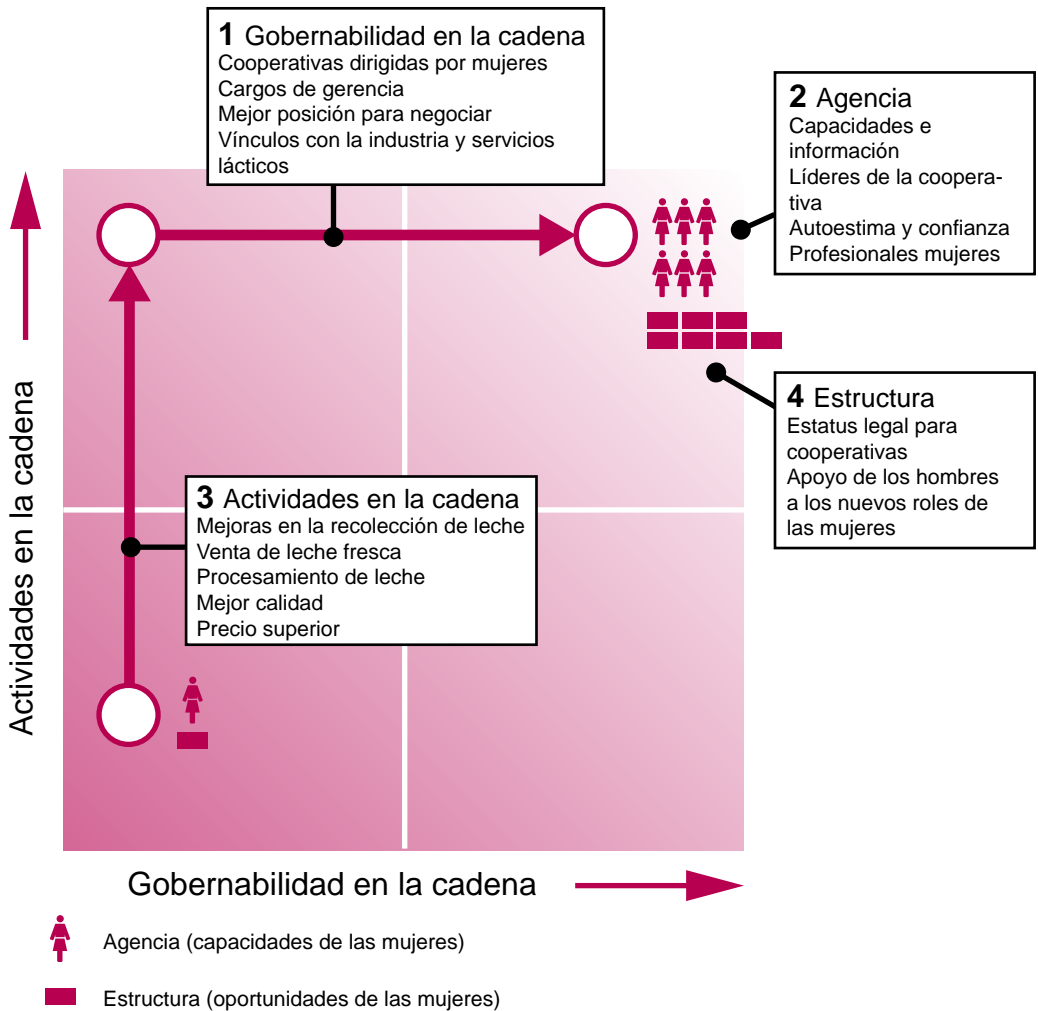 1 Gobernabilidad en la cadena
Cooperativas dirigidas por mujeres
Cargos de gerencia
Mejor posición para negociar
Vínculos con la industria y servicios
lácticos
2 Agencia
Capacidades e
información
Líderes de la coopera-
tiva
Autoestima y confianza
Profesionales mujeres
4 Estructura
Estatus legal para
cooperativas
Apoyo de los hombres
a los nuevos roles de
las mujeres
3 Actividades en la cadena
Mejoras en la recolección de leche
Venta de leche fresca
Procesamiento de leche
Mejor calidad
Precio superior
Actividades en la cadena
Gobernabilidad en la cadena
Agencia (capacidades de las mujeres)
Estructura (oportunidades de las mujeres)